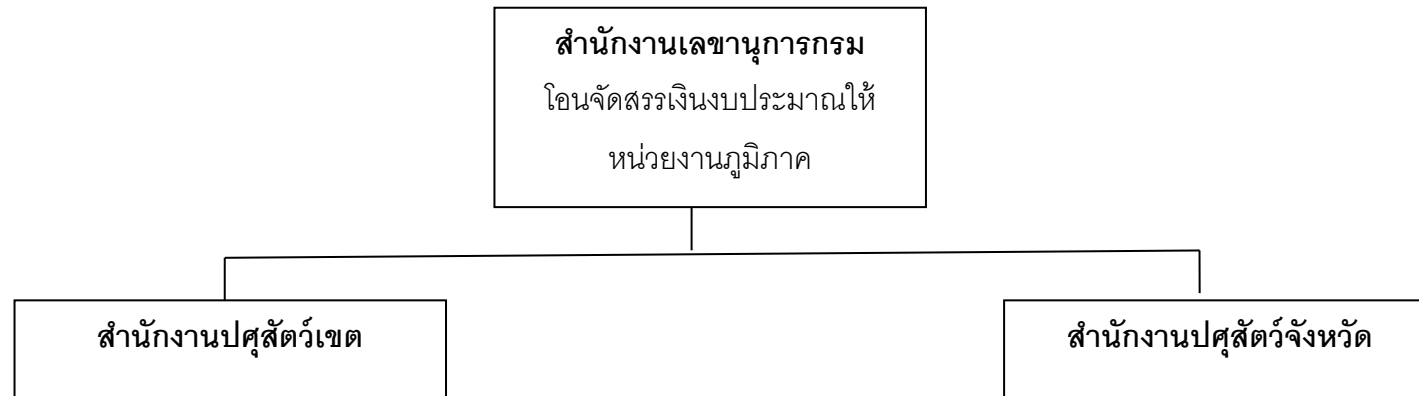 สำนักงานเลขานุการกรม
โอนจัดสรรเงินงบประมาณให้
หน่วยงานภูมิภาค
สำนักงานปศุสัตว์เขต
สำนักงานปศุสัตว์จังหวัด